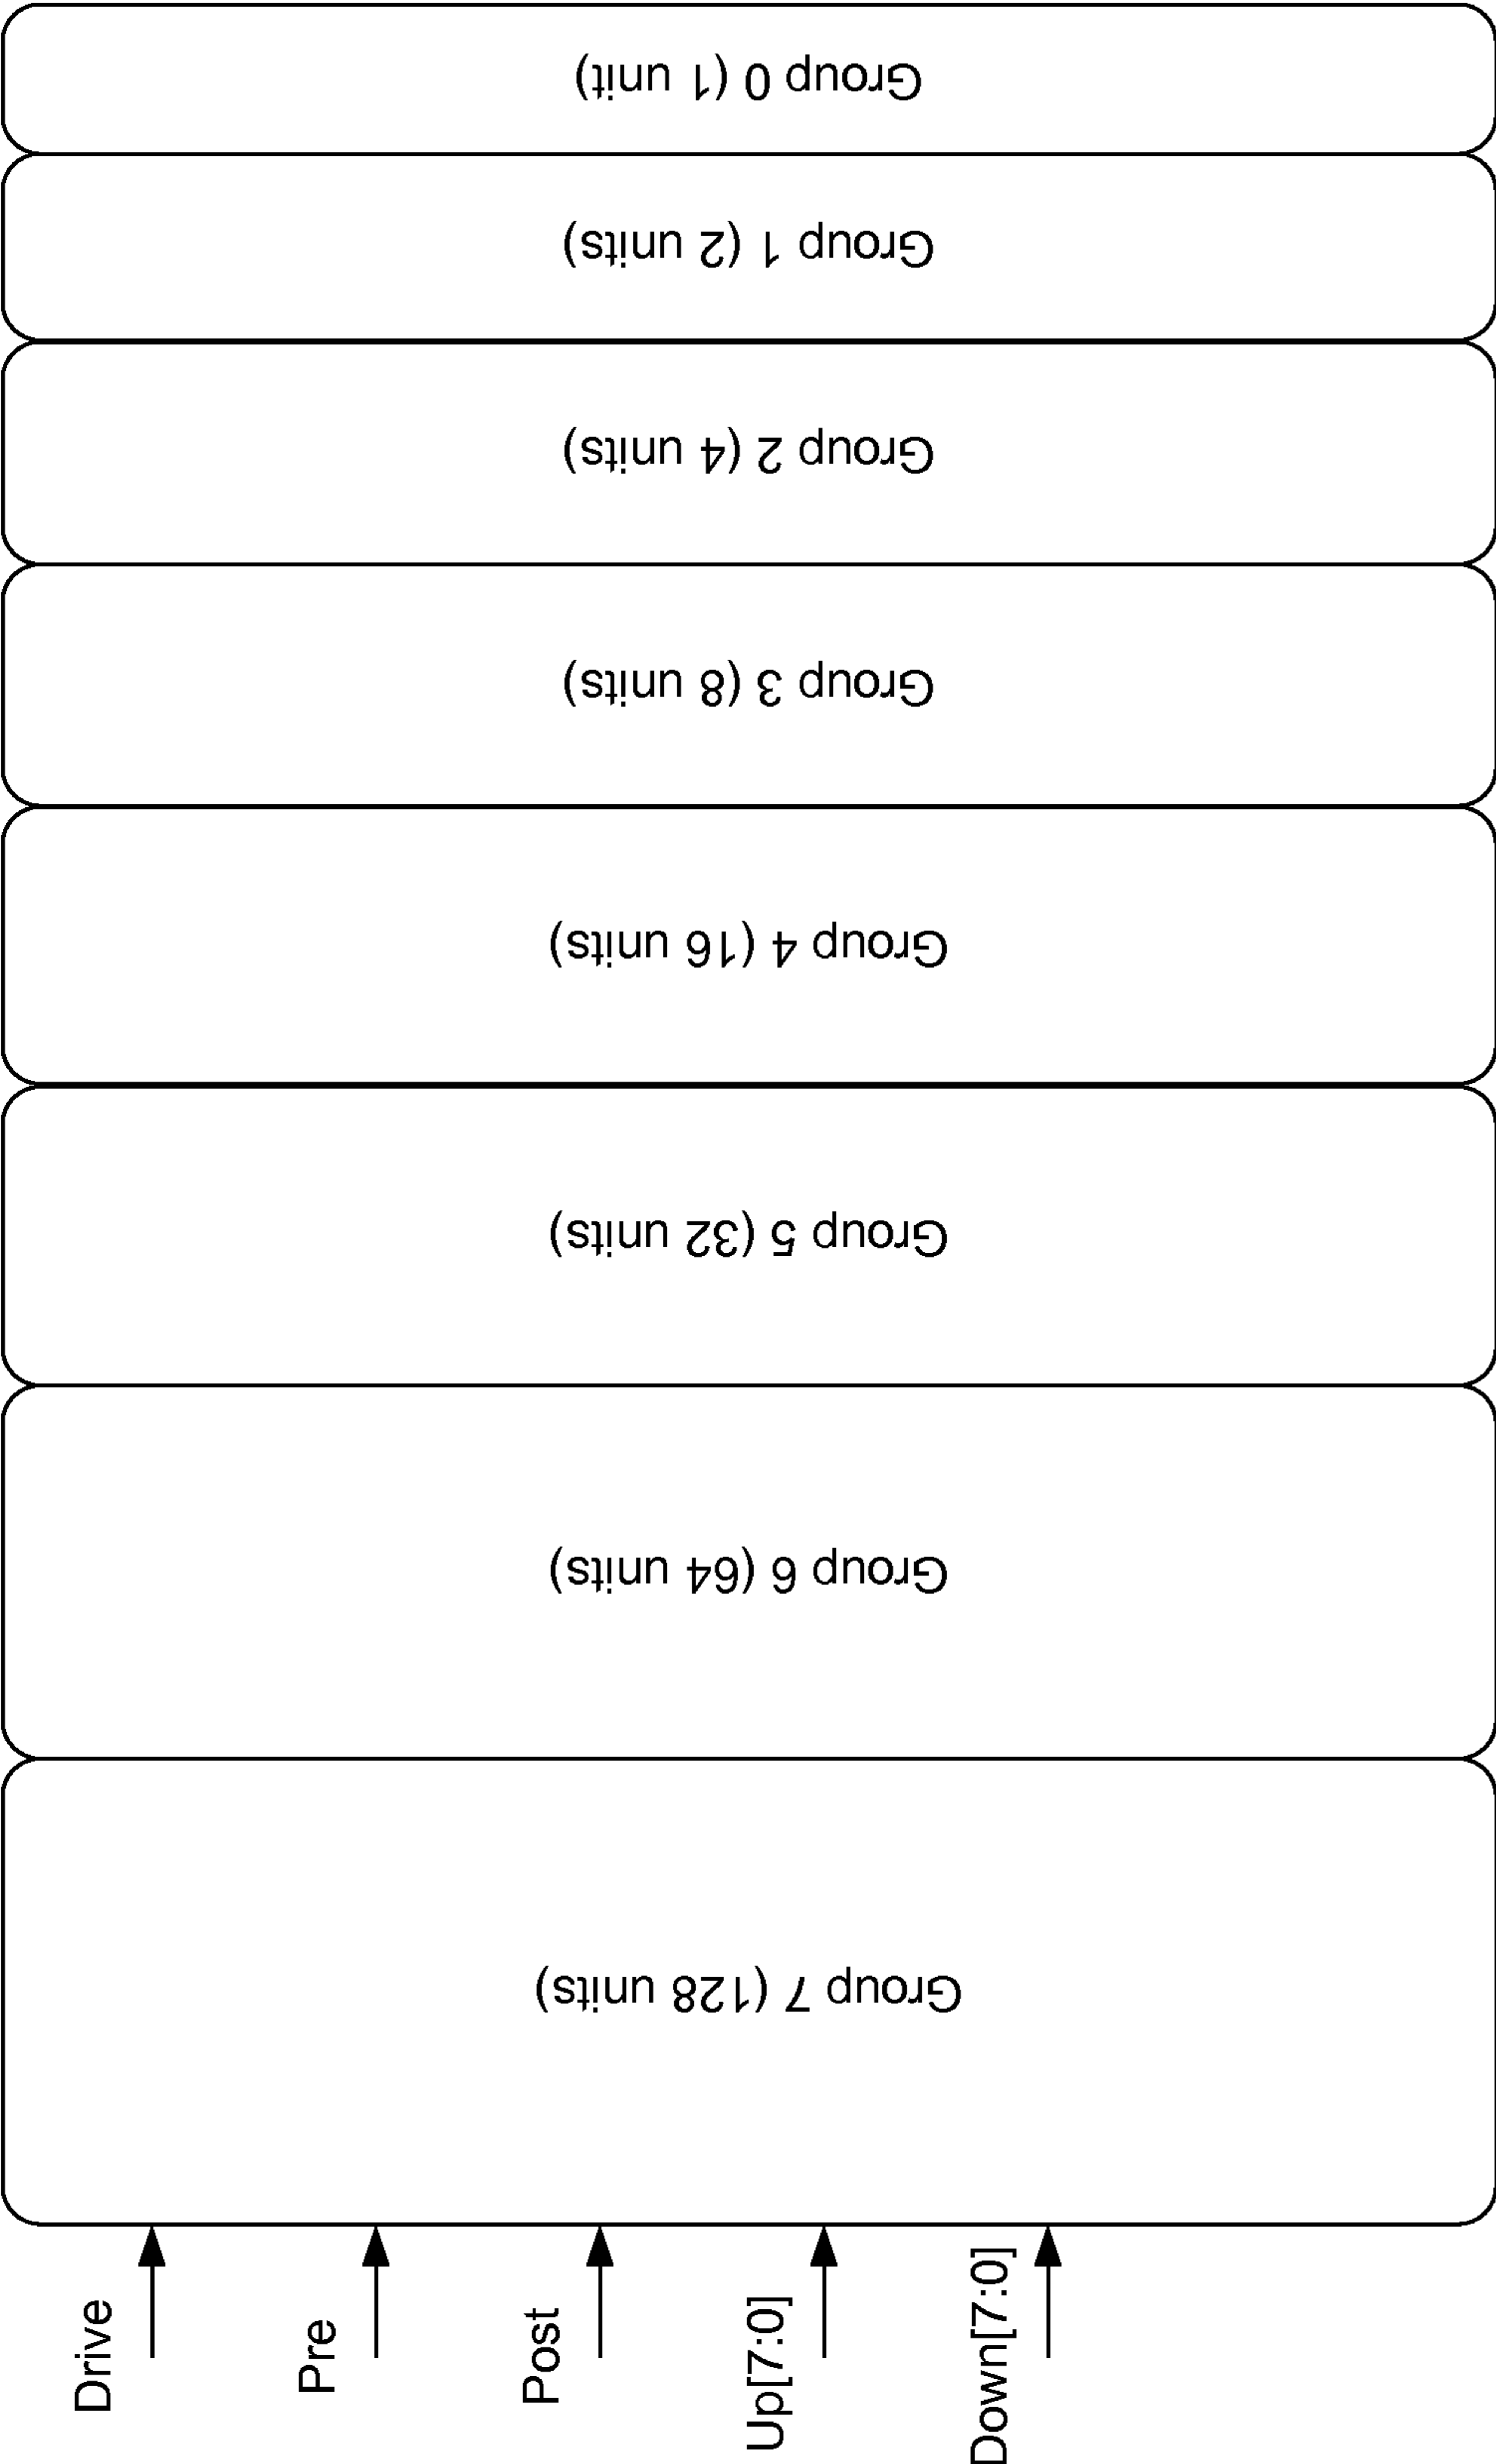 Group 0 (1 unit)
Group 1 (2 units)
Group 2 (4 units)
Group 3 (8 units)
Group 4 (16 units)
Group 5 (32 units)
Group 6 (64 units)
Group 7 (128 units)
Drive
Pre
Post
Up[7:0]
Down[7:0]